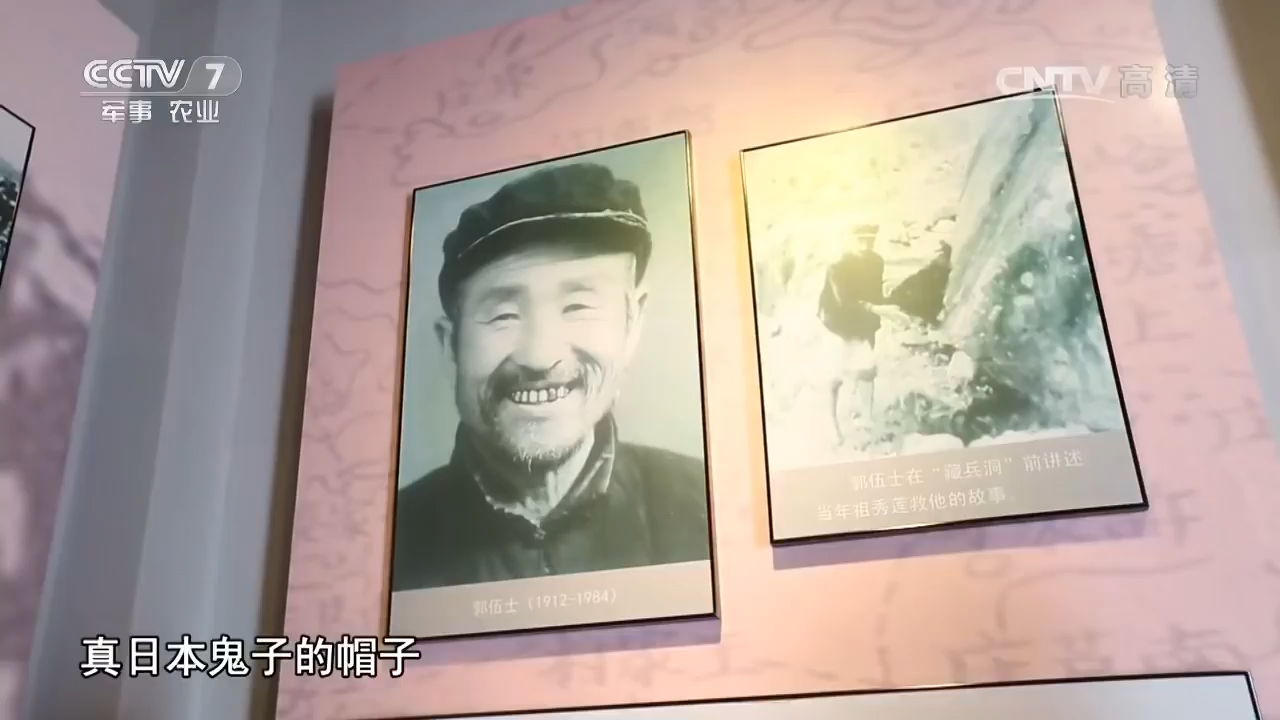 CCTV 7
军事 农业
CNTV 高清
郭伍士在“藏兵洞”前讲述
当年祖秀莲救他的故事。
郭伍士（1912-1984）
真日本鬼子的帽子